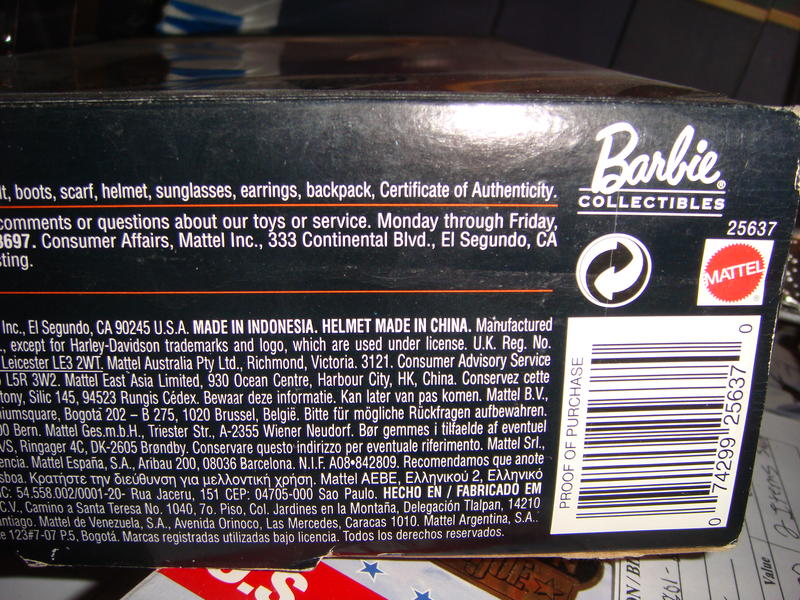 lt, boots, scarf, helmet, sunglasses, earrings, backpack, Certificate of Authenticity.
comments or questions about our toys or service. Monday through Friday,
8697. Consumer Affairs, Mattel Inc., 333 Continental Blvd., El Segundo, CA
sting.
Inc., El Segundo, CA 90245 U.S.A. MADE IN INDONESIA. HELMET MADE IN CHINA. Manufactured
., except for Harley-Davidson trademarks and logo, which are used under license. U.K. Reg. No.
Leicester LE3 2WT. Mattel Australia Pty Ltd., Richmond, Victoria. 3121. Consumer Advisory Service
L5R 3W2. Mattel East Asia Limited, 930 Ocean Centre, Harbour City, HK, China. Conservez cette
tony, Silic 145, 94523 Rungis Cédex. Bewaar deze informatie. Kan later van pas komen. Mattel B.V.,
niumsquare, Bogotá 202 – B 275, 1020 Brussel, België. Bitte für mögliche Rückfragen aufbewahren.
00 Bern. Mattel Ges.m.b.H., Triester Str., A-2355 Wiener Neudorf. Bør gemmes i tilfælde af eventuel
VS, Ringager 4C, DK-2605 Brøndby. Conservare questo indirizzo per eventuale riferimento. Mattel Srl.,
encia. Mattel España, S.A., Aribau 200, 08036 Barcelona. N.I.F. A08-842809. Recomendamos que anote
sboa. Κρατήστε την διεύθυνση για μελλοντική χρήση. Mattel AEBE, Ελληνικού 2, Ελληνικό
C: 54.558.002/0001-20- Rua Jaceru, 151 CEP: 04705-000 Sao Paulo. HECHO EN / FABRICADO EM
C.V., Camino a Santa Teresa No. 1040, 7o. Piso, Col. Jardines en la Montaña, Delegación Tlalpan, 14210
antiago. Mattel de Venezuela, S.A., Avenida Orinoco, Las Mercedes, Caracas 1010. Mattel Argentina, S.A..
e 123#7-07 P.5, Bogotá. Marcas registradas utilizadas bajo licencia. Todos los derechos reservados.
Barbie®
COLLECTIBLES
25637
MATTEL®
PROOF OF PURCHASE
0 74299 25637 0
.S
Value